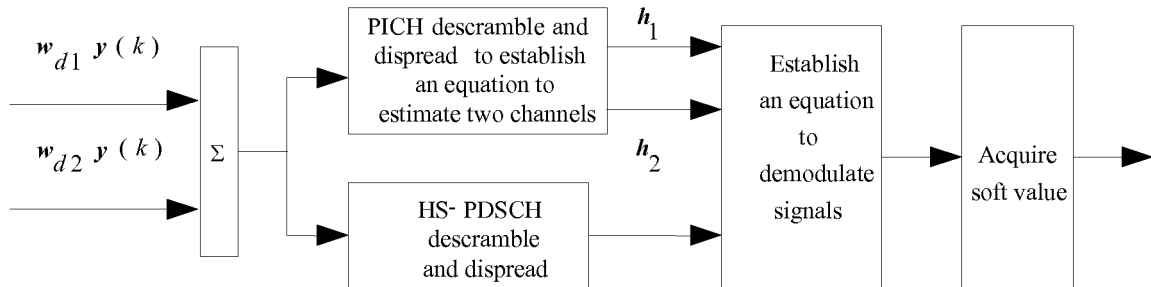 w d1 y ( k )
w d2 y ( k )
Σ
PICH descramble and
dispread to establish
an equation to
estimate two channels
h 1
h 2
HS- PDSCH
descramble
and dispread
Establish
an equation
to
demodulate
signals
Acquire
soft value